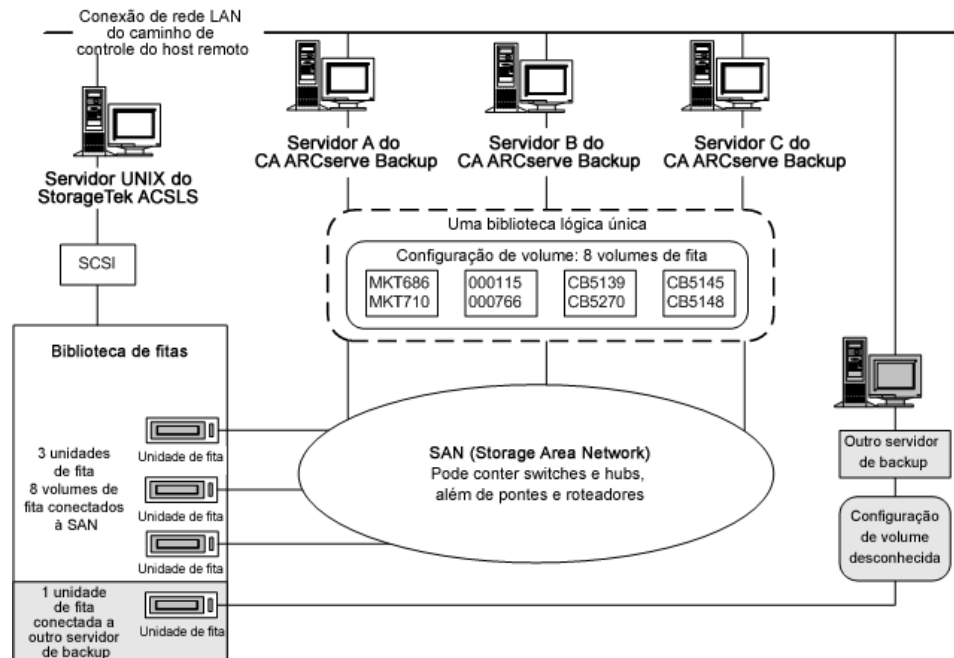 Conexão de rede LAN
do caminho de
controle do host remoto
Servidor A do
CA ARCserve Backup
Servidor B do
CA ARCserve Backup
Servidor C do
CA ARCserve Backup
Servidor UNIX do
StorageTek ACSLS
SCSI
Uma biblioteca lógica única
Configuração de volume: 8 volumes de fita
MKT686
MKT710
000115
000766
CB5139
CB5270
CB5145
CB5148
Biblioteca de fitas
3 unidades
de fita
8 volumes de
fita conectados
à SAN
Unidade de fita
Unidade de fita
Unidade de fita
1 unidade
de fita
conectada a
outro servidor
de backup
Unidade de fita
SAN (Storage Area Network)
Pode conter switches e hubs,
além de pontes e roteadores
Outro servidor
de backup
Configuração
de volume
desconhecida